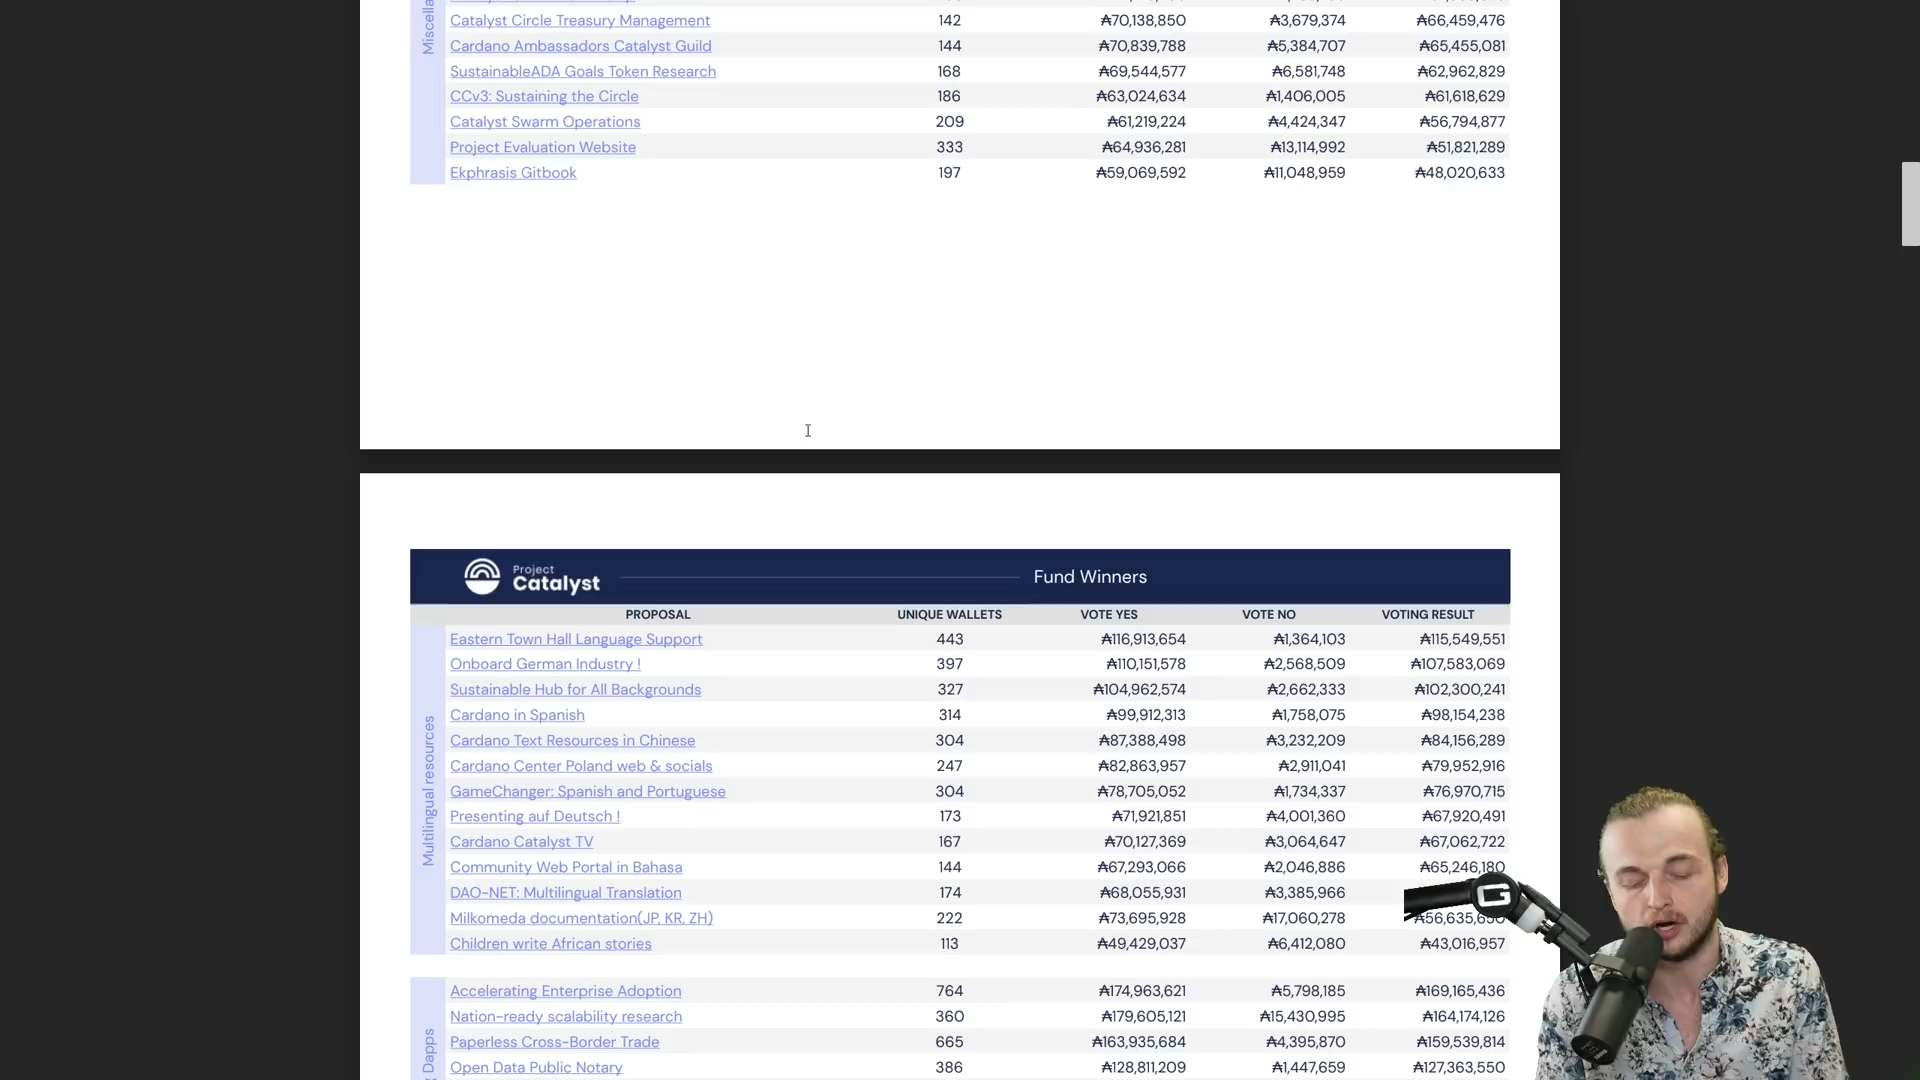 Miscella
Catalyst Circle Treasury Management 142 ₳70,138,850 ₳3,679,374 ₳66,459,476
Cardano Ambassadors Catalyst Guild 144 ₳70,839,788 ₳5,384,707 ₳65,455,081
SustainableADA Goals Token Research 168 ₳69,544,577 ₳6,581,748 ₳62,962,829
CCv3: Sustaining the Circle 186 ₳63,024,634 ₳1,406,005 ₳61,618,629
Catalyst Swarm Operations 209 ₳61,219,224 ₳4,424,347 ₳56,794,877
Project Evaluation Website 333 ₳64,936,281 ₳13,114,992 ₳51,821,289
Ekphrasis Gitbook 197 ₳59,069,592 ₳11,048,959 ₳48,020,633
Project
Catalyst
Fund Winners
PROPOSAL UNIQUE WALLETS VOTE YES VOTE NO VOTING RESULT
Multilingual resources
Eastern Town Hall Language Support 443 ₳116,913,654 ₳1,364,103 ₳115,549,551
Onboard German Industry ! 397 ₳110,151,578 ₳2,568,509 ₳107,583,069
Sustainable Hub for All Backgrounds 327 ₳104,962,574 ₳2,662,333 ₳102,300,241
Cardano in Spanish 314 ₳99,912,313 ₳1,758,075 ₳98,154,238
Cardano Text Resources in Chinese 304 ₳87,388,498 ₳3,232,209 ₳84,156,289
Cardano Center Poland web & socials 247 ₳82,863,957 ₳2,911,041 ₳79,952,916
GameChanger: Spanish and Portuguese 304 ₳78,705,052 ₳1,734,337 ₳76,970,715
Presenting auf Deutsch ! 173 ₳71,921,851 ₳4,001,360 ₳67,920,491
Cardano Catalyst TV 167 ₳70,127,369 ₳3,064,647 ₳67,062,722
Community Web Portal in Bahasa 144 ₳67,293,066 ₳2,046,886 ₳65,246,180
DAO-NET: Multilingual Translation 174 ₳68,055,931 ₳3,385,966
Milkomeda documentation(JP, KR, ZH) 222 ₳73,695,928 ₳17,060,278 ₳56,635,650
Children write African stories 113 ₳49,429,037 ₳6,412,080 ₳43,016,957
Dapps
Accelerating Enterprise Adoption 764 ₳174,963,621 ₳5,798,185 ₳169,165,436
Nation-ready scalability research 360 ₳179,605,121 ₳15,430,995 ₳164,174,126
Paperless Cross-Border Trade 665 ₳163,935,684 ₳4,395,870 ₳159,539,814
Open Data Public Notary 386 ₳128,811,209 ₳1,447,659 ₳127,363,550
G